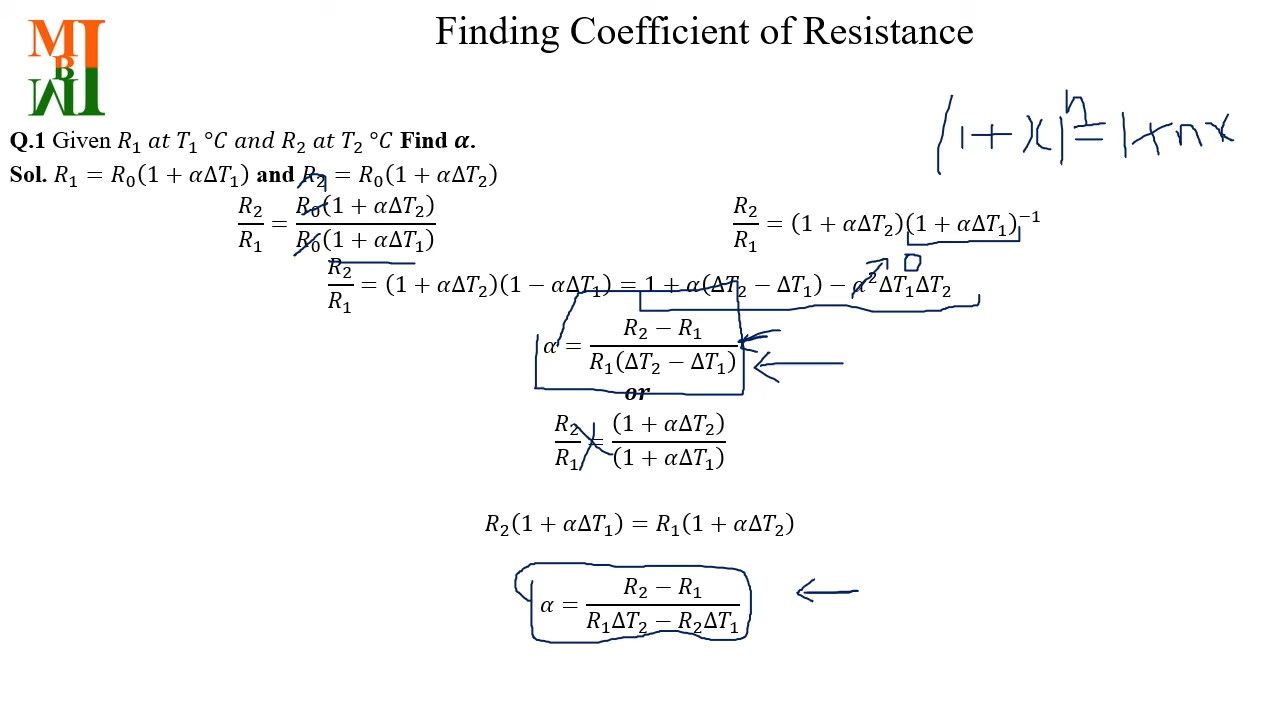 M I
B
M
Finding Coefficient of Resistance
(1+x)ⁿ = 1+nx
Q.1 Given R₁ at T₁ °C and R₂ at T₂ °C Find α.
Sol. R₁ = R₀(1 + αΔT₁) and R₂ = R₀(1 + αΔT₂)
R₂/R₁ = R₀(1 + αΔT₂)/R₀(1 + αΔT₁)
R₂/R₁ = (1 + αΔT₂)(1 + αΔT₁)⁻¹
R₂/R₁ = (1 + αΔT₂)(1 − αΔT₁) = 1 + α(ΔT₂ − ΔT₁) − α²ΔT₁ΔT₂
0
α = R₂ − R₁/R₁(ΔT₂ − ΔT₁)
or
R₂/R₁ = (1 + αΔT₂)/(1 + αΔT₁)
R₂(1 + αΔT₁) = R₁(1 + αΔT₂)
α = R₂ − R₁/R₁ΔT₂ − R₂ΔT₁